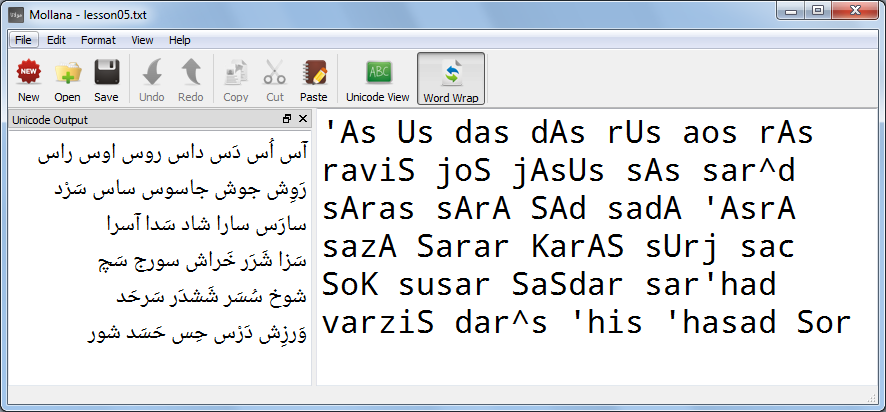 Mollana - lesson05.txt
File Edit Format View Help
New Open Save Undo Redo Copy Cut Paste Unicode View Word Wrap
Unicode Output
آس اُس دَس داس روس اوس راس
رَوِش جوش جاسوس ساس سَرْد
سارَس سارا شاد سَدا آسرا
سَزا شَرَر خَراش سورج سَچ
شوخ سُسَر شَشدَر سَرحَد
وَرزِش دَرْس حِس حَسَد شور
'As Us das dAs rUs aos rAs
raviS joS jAsUs sAs sar^d
sAras sArA SAd sadA 'AsrA
sazA Sarar KarAS sUrj sac
SoK susar SaSdar sar'had
varziS dar^s 'his 'hasad Sor